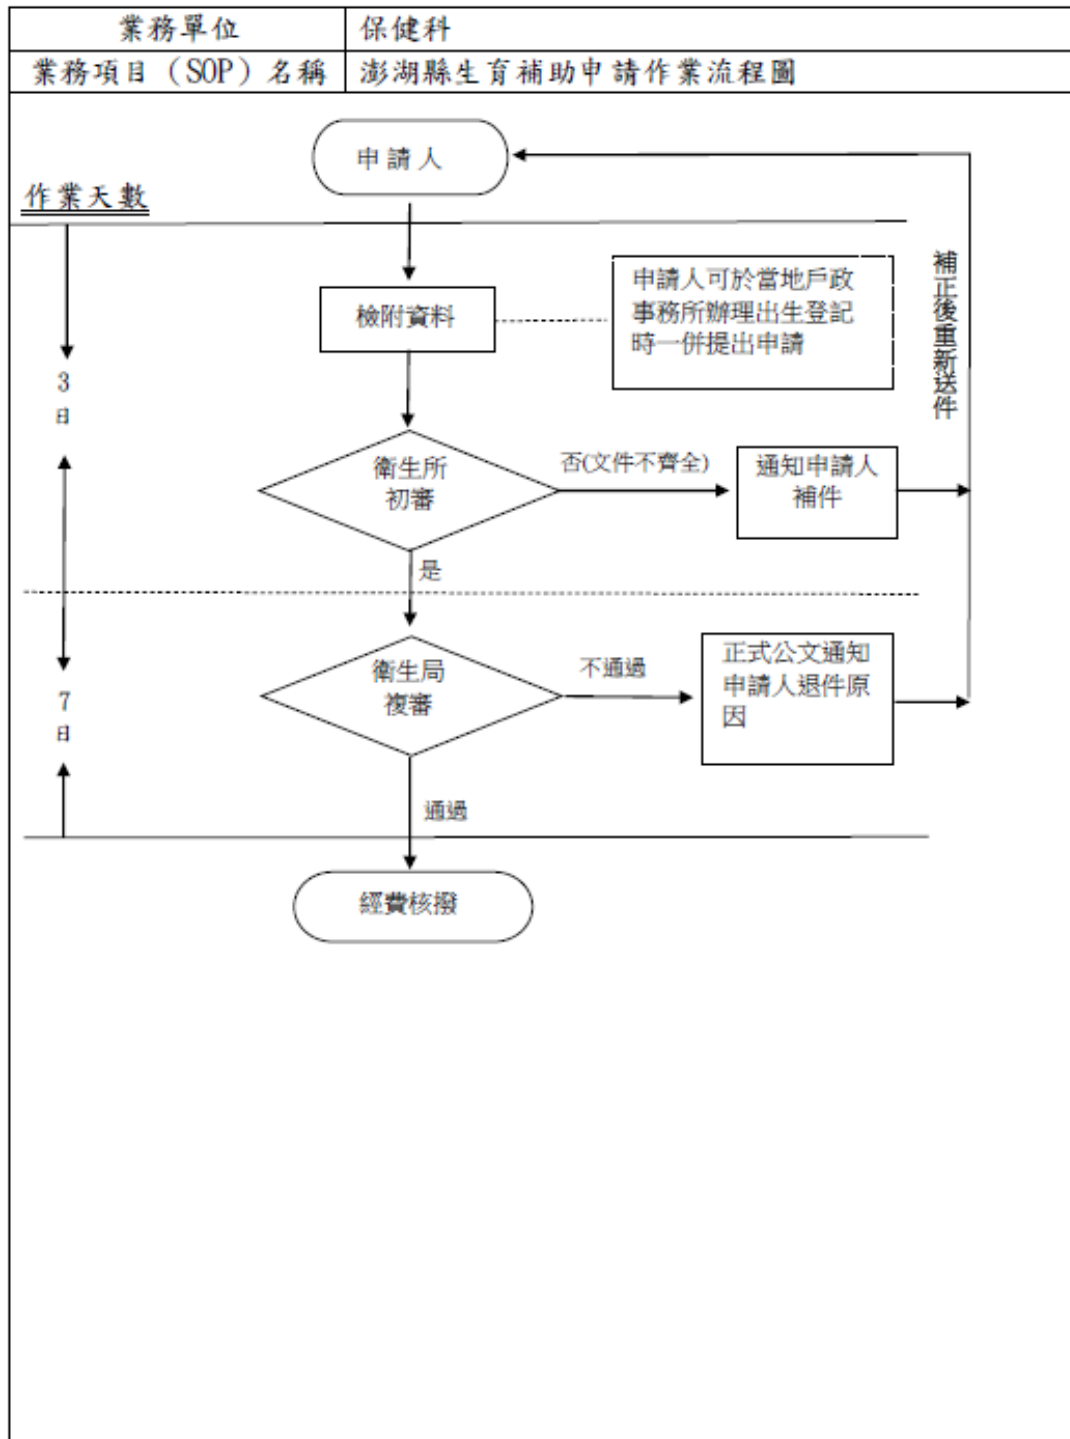 業務單位
保健科
業務項目（SOP）名稱
澎湖縣生育補助申請作業流程圖
申請人
作業天數
檢附資料
申請人可於當地戶政
事務所辦理出生登記
時一併提出申請
補正後重新送件
3
日
衛生所
初審
否(文件不齊全)
通知申請人
補件
是
衛生局
複審
不通過
正式公文通知
申請人退件原
因
7
日
通過
經費核撥